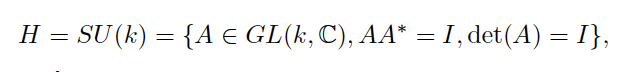 H = SU(k) = {A ∈ GL(k, ℂ), AA* = I, det(A) = I},